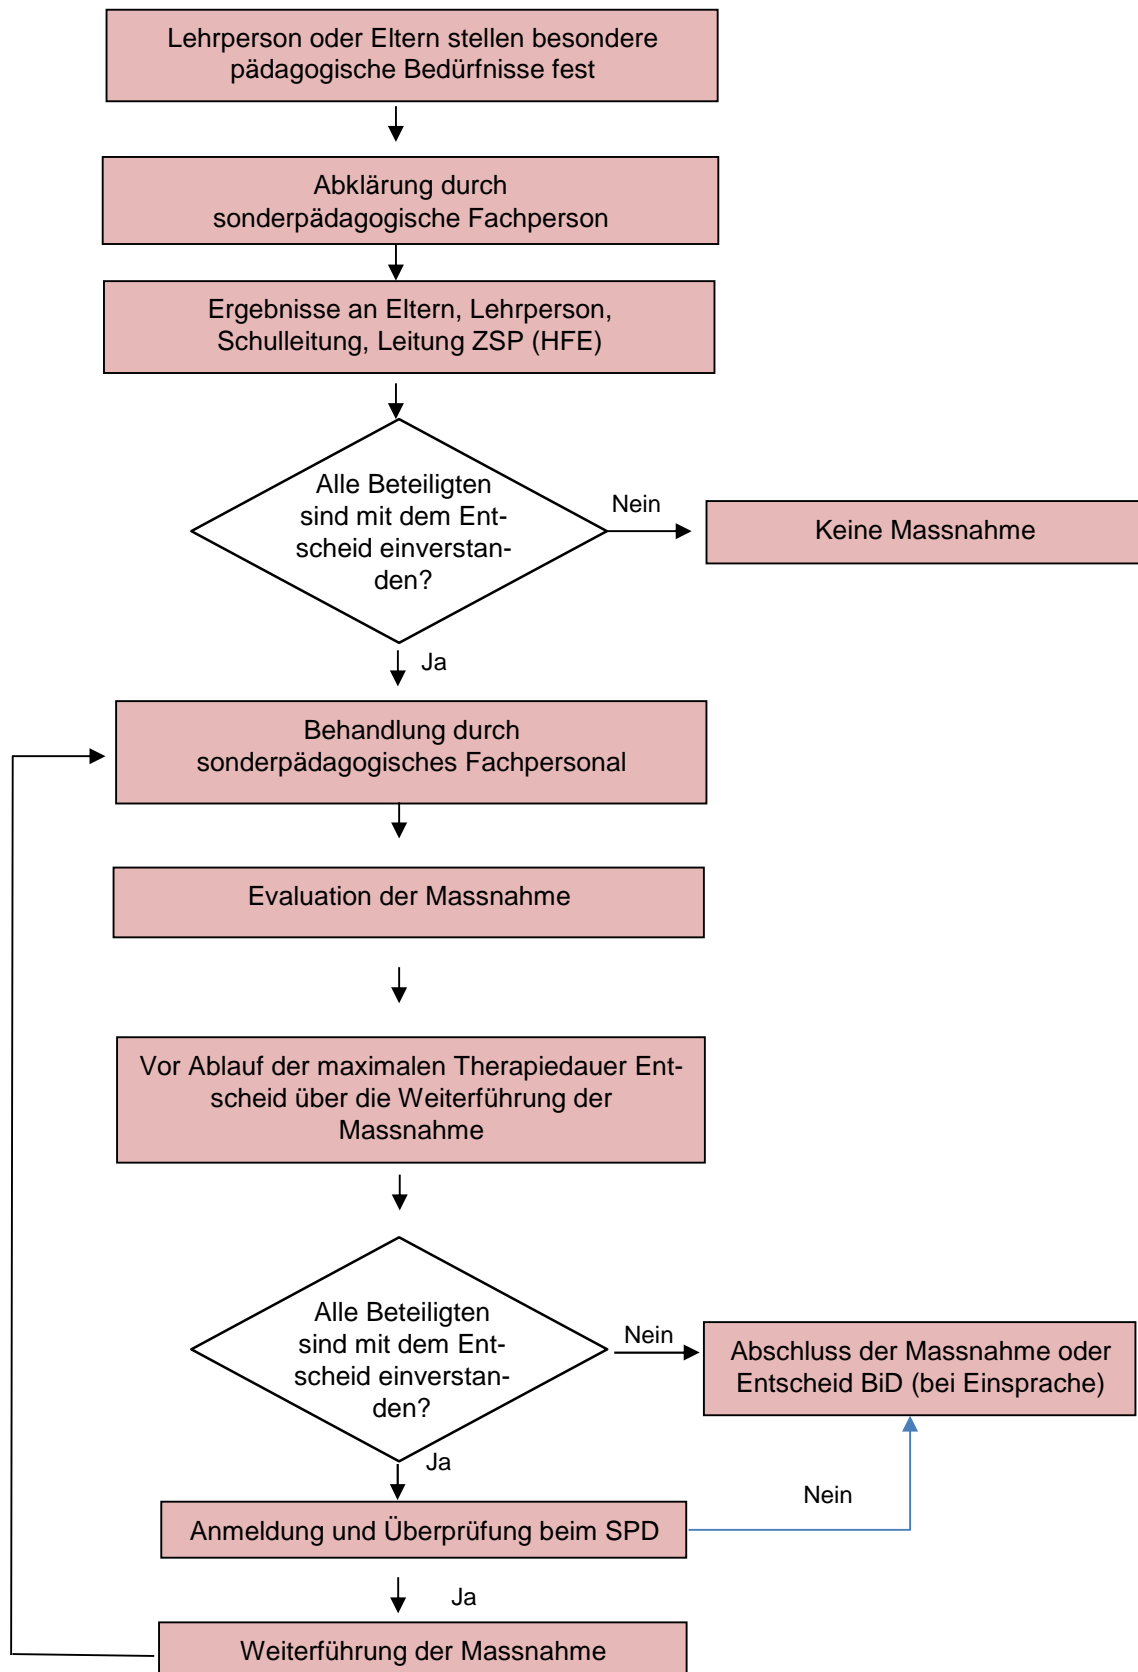 Lehrperson oder Eltern stellen besondere
pädagogische Bedürfnisse fest
Abklärung durch
sonderpädagogische Fachperson
Ergebnisse an Eltern, Lehrperson,
Schulleitung, Leitung ZSP (HFE)
Alle Beteiligten
sind mit dem Ent-
scheid einverstan-
den?
Nein
Keine Massnahme
Ja
Behandlung durch
sonderpädagogisches Fachpersonal
Evaluation der Massnahme
Vor Ablauf der maximalen Therapiedauer Ent-
scheid über die Weiterführung der
Massnahme
Alle Beteiligten
sind mit dem Ent-
scheid einverstan-
den?
Nein
Abschluss der Massnahme oder
Entscheid BiD (bei Einsprache)
Ja
Nein
Anmeldung und Überprüfung beim SPD
Ja
Weiterführung der Massnahme